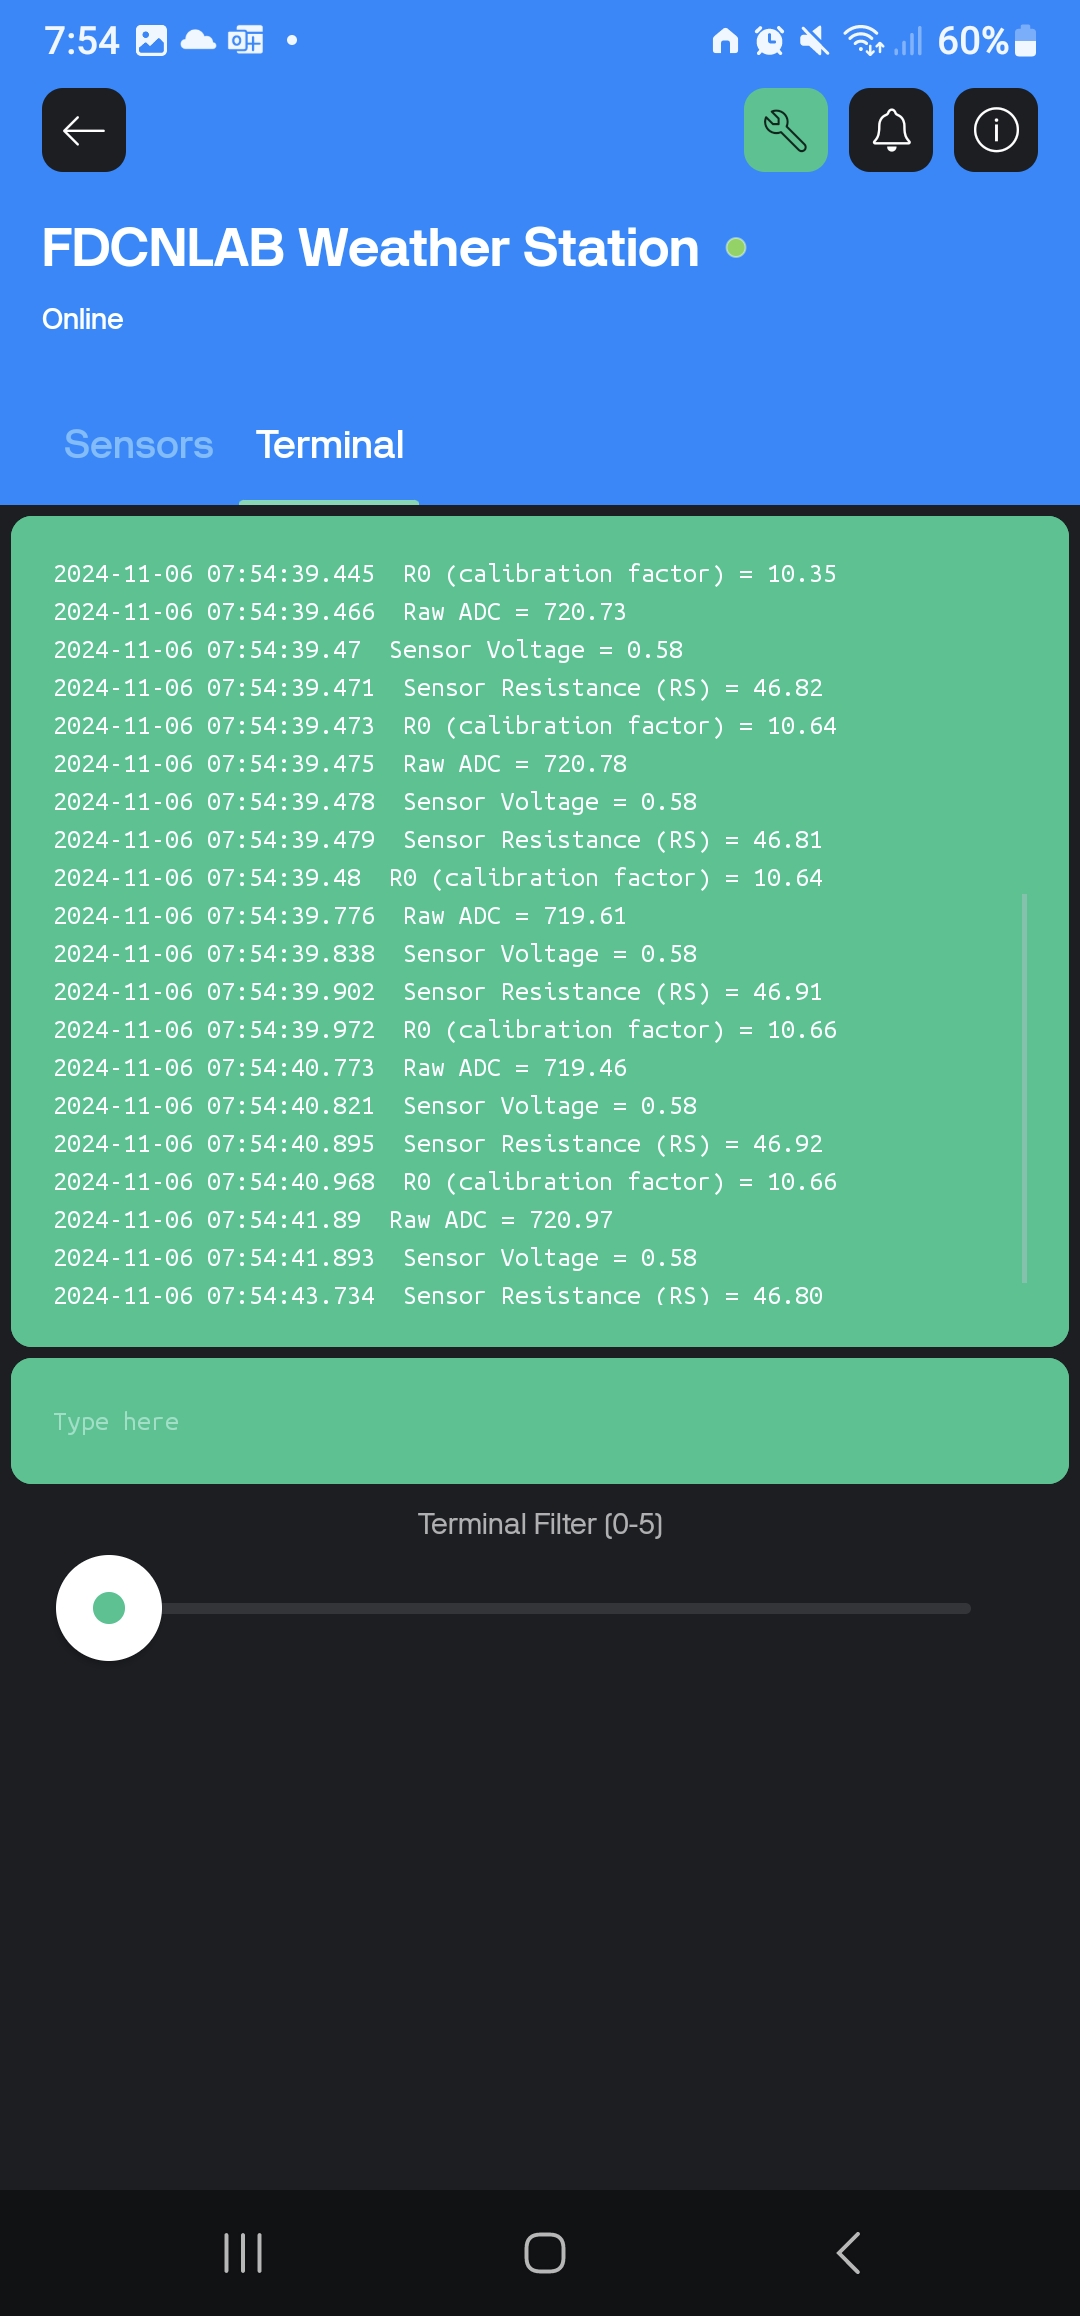 7:54
60%
FDCNLAB Weather Station
Online
Sensors Terminal
2024-11-06 07:54:39.445 R0 (calibration factor) = 10.35
2024-11-06 07:54:39.466 Raw ADC = 720.73
2024-11-06 07:54:39.47 Sensor Voltage = 0.58
2024-11-06 07:54:39.471 Sensor Resistance (RS) = 46.82
2024-11-06 07:54:39.473 R0 (calibration factor) = 10.64
2024-11-06 07:54:39.475 Raw ADC = 720.78
2024-11-06 07:54:39.478 Sensor Voltage = 0.58
2024-11-06 07:54:39.479 Sensor Resistance (RS) = 46.81
2024-11-06 07:54:39.48 R0 (calibration factor) = 10.64
2024-11-06 07:54:39.776 Raw ADC = 719.61
2024-11-06 07:54:39.838 Sensor Voltage = 0.58
2024-11-06 07:54:39.902 Sensor Resistance (RS) = 46.91
2024-11-06 07:54:39.972 R0 (calibration factor) = 10.66
2024-11-06 07:54:40.773 Raw ADC = 719.46
2024-11-06 07:54:40.821 Sensor Voltage = 0.58
2024-11-06 07:54:40.895 Sensor Resistance (RS) = 46.92
2024-11-06 07:54:40.968 R0 (calibration factor) = 10.66
2024-11-06 07:54:41.89 Raw ADC = 720.97
2024-11-06 07:54:41.893 Sensor Voltage = 0.58
2024-11-06 07:54:43.734 Sensor Resistance (RS) = 46.80
Type here
Terminal Filter (0-5)